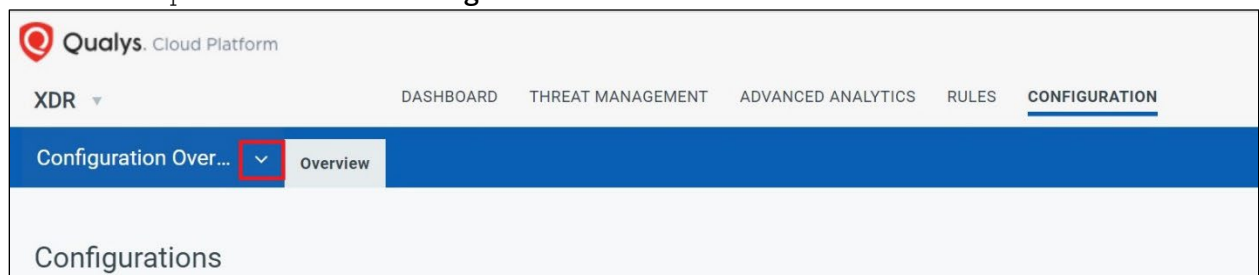 Qualys. Cloud Platform
XDR DASHBOARD THREAT MANAGEMENT ADVANCED ANALYTICS RULES CONFIGURATION
Configuration Over... Overview
Configurations